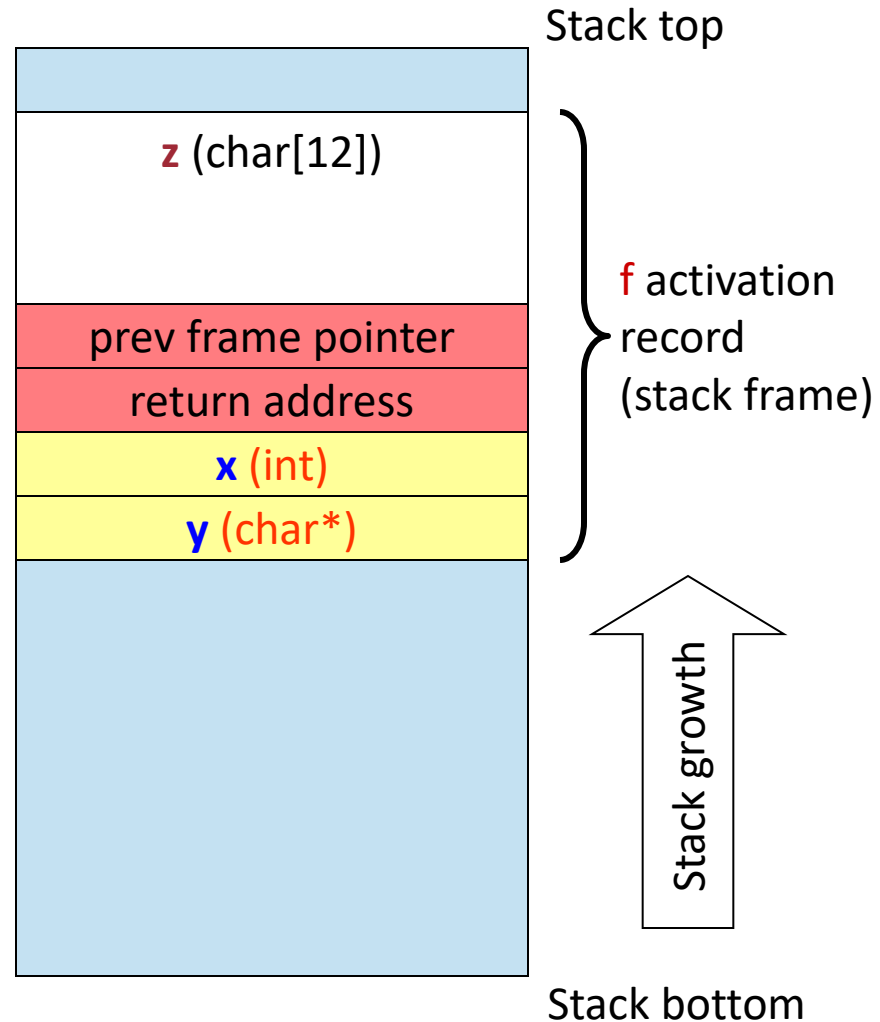 Stack top
z (char[12])
f activation
record
(stack frame)
prev frame pointer
return address
x (int)
y (char*)
Stack growth
Stack bottom